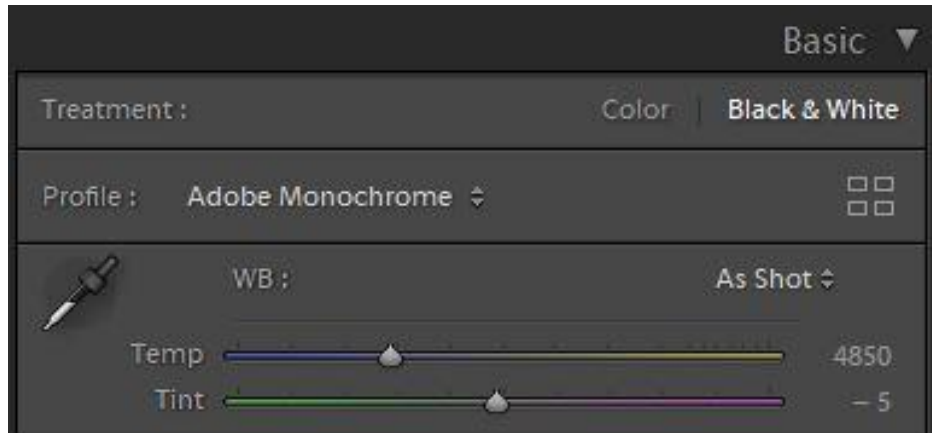 Basic ▼
Treatment : Color | Black & White
Profile : Adobe Monochrome
WB : As Shot
Temp 4850
Tint – 5